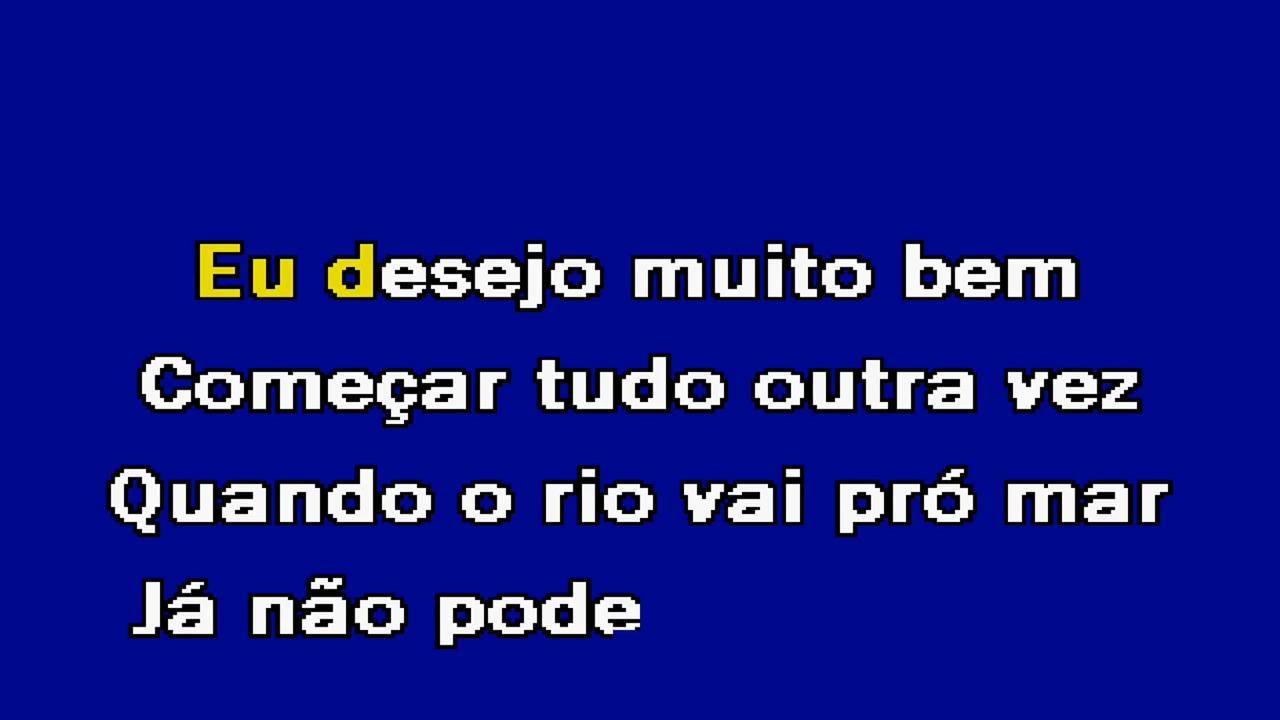 Eu desejo muito bem
Começar tudo outra vez
Quando o rio vai pró mar
Já não pode